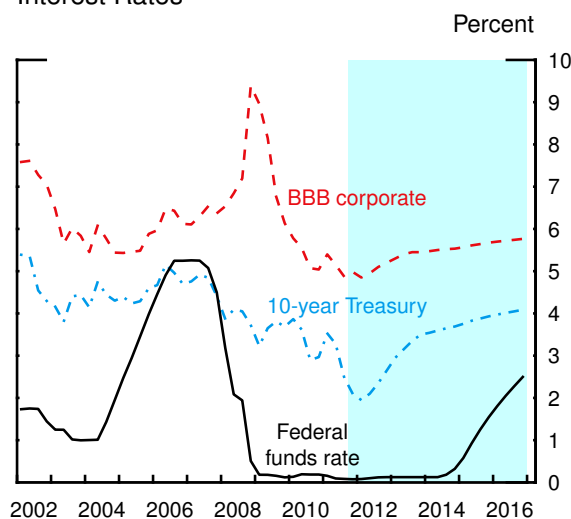 Interest Rates
Percent
10
9
8
7
6
5
4
3
2
1
0
BBB corporate
10-year Treasury
Federal
funds rate
2002 2004 2006 2008 2010 2012 2014 2016